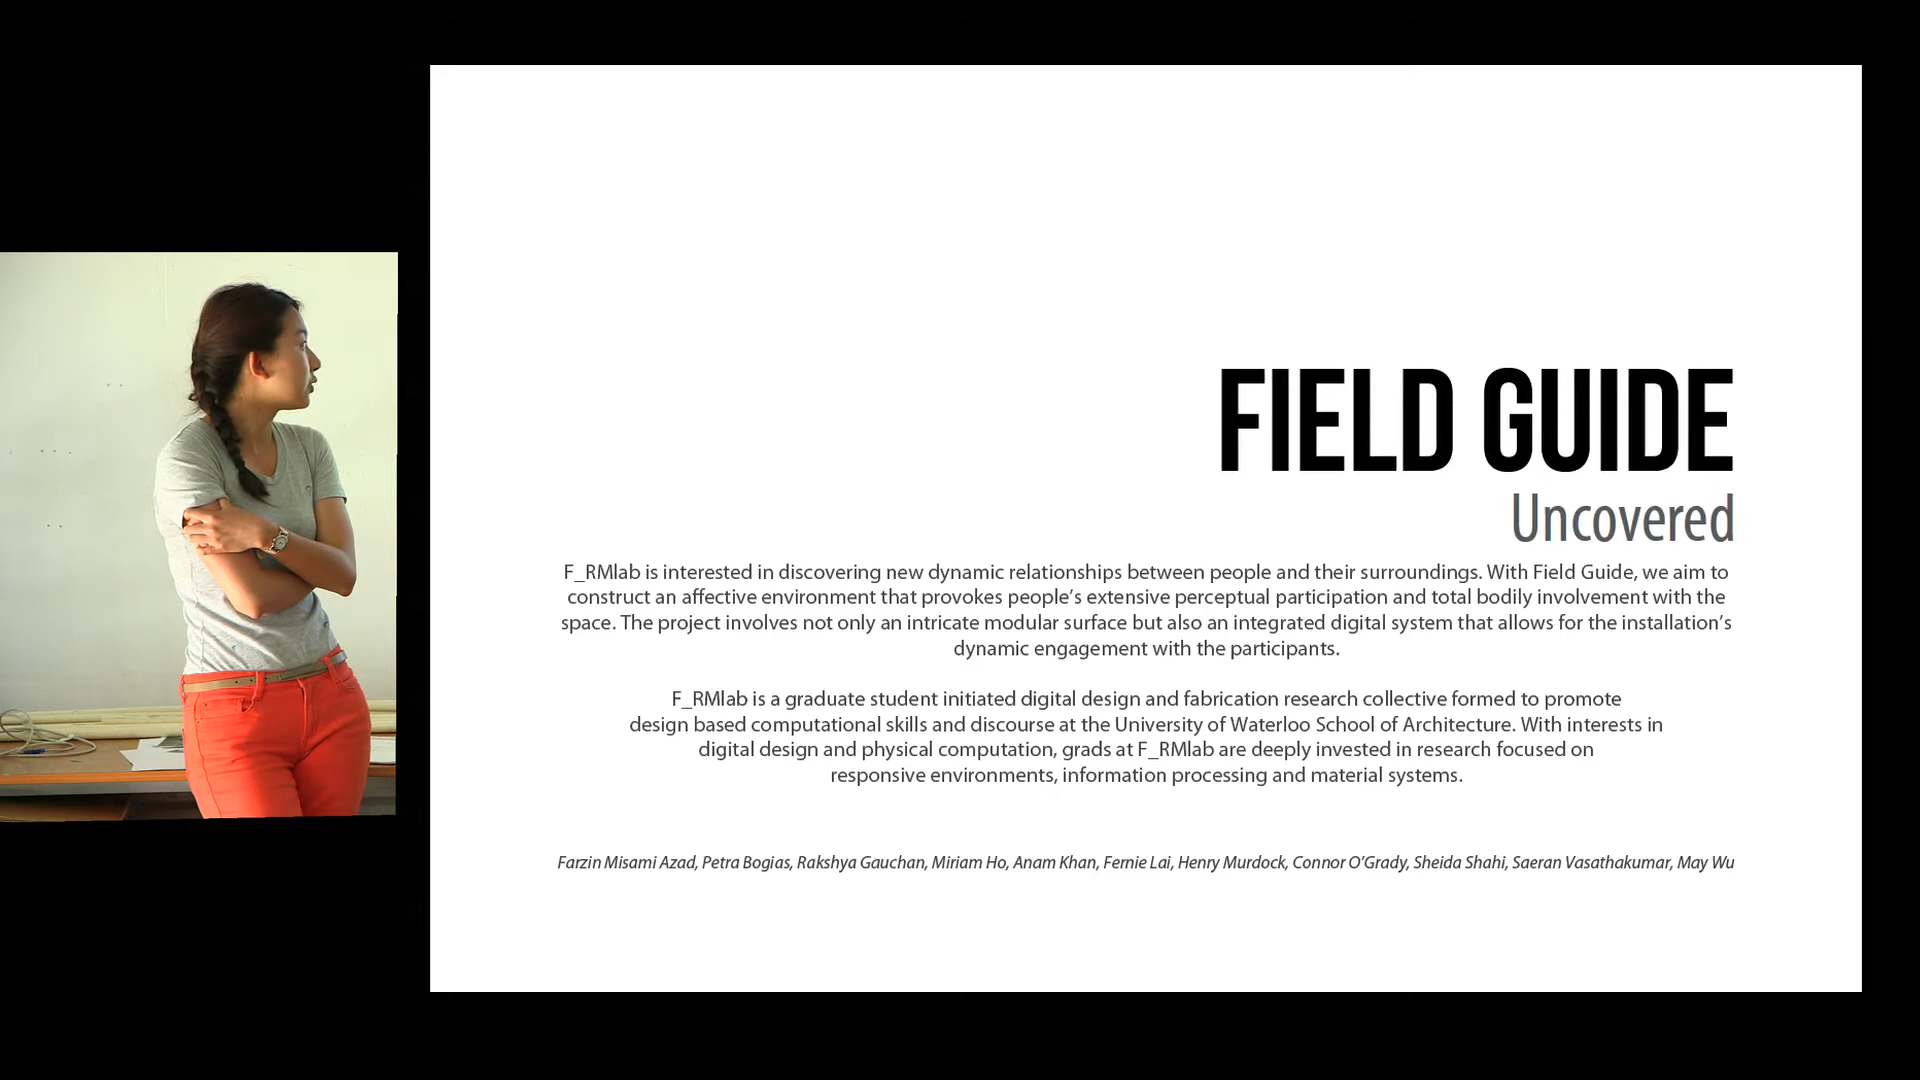 FIELD GUIDE
Uncovered
F_RMlab is interested in discovering new dynamic relationships between people and their surroundings. With Field Guide, we aim to
construct an affective environment that provokes people's extensive perceptual participation and total bodily involvement with the
space. The project involves not only an intricate modular surface but also an integrated digital system that allows for the installation's
dynamic engagement with the participants.
F_RMlab is a graduate student initiated digital design and fabrication research collective formed to promote
design based computational skills and discourse at the University of Waterloo School of Architecture. With interests in
digital design and physical computation, grads at F_RMlab are deeply invested in research focused on
responsive environments, information processing and material systems.
Farzin Misami Azad, Petra Bogias, Rakshya Gauchan, Miriam Ho, Anam Khan, Fernie Lai, Henry Murdock, Connor O'Grady, Sheida Shahi, Saeran Vasathakumar, May Wu